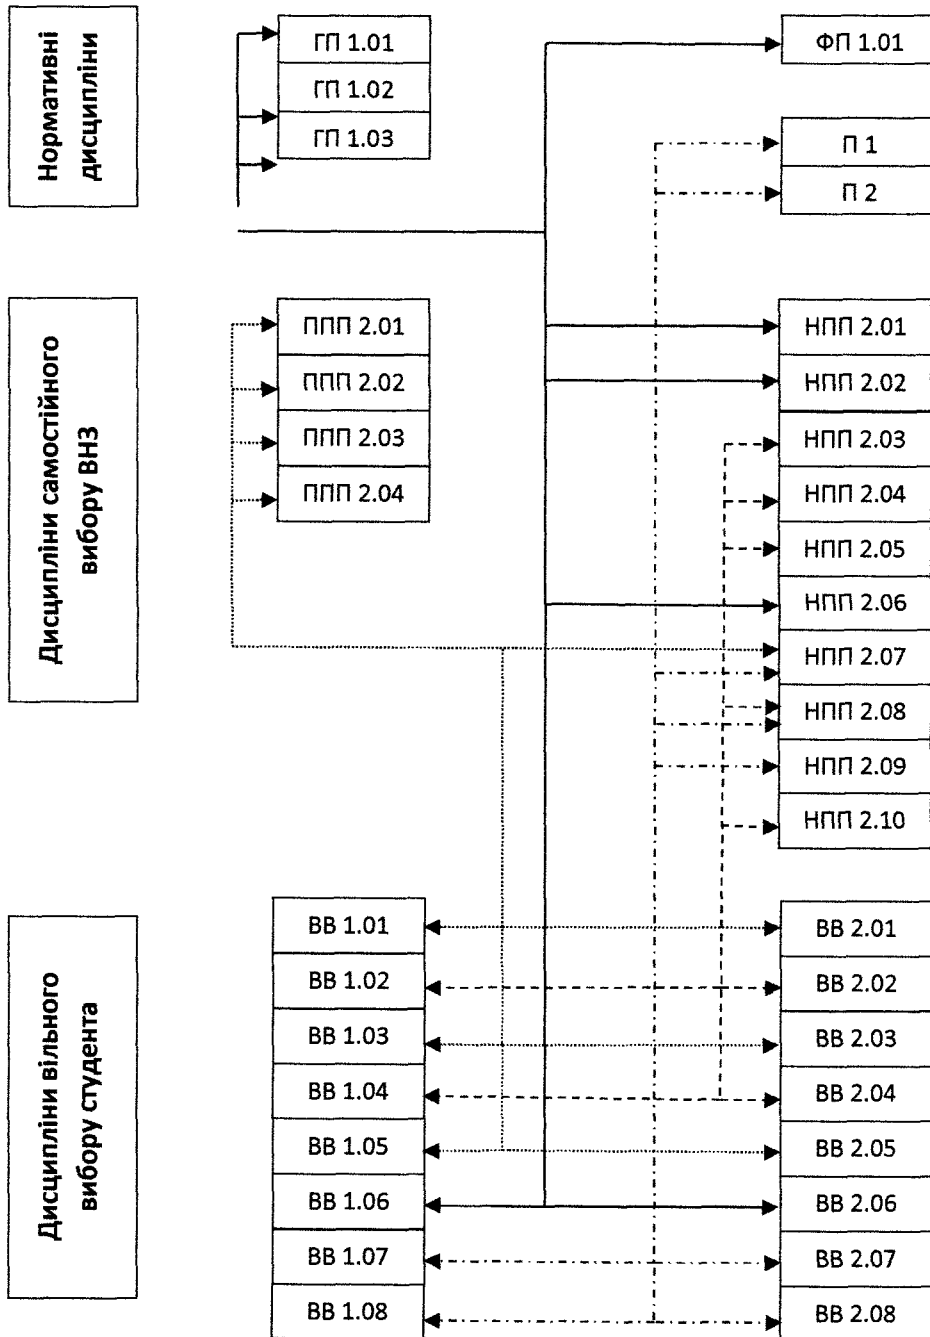 Нормативні
дисципліни
ГП 1.01
ГП 1.02
ГП 1.03
ФП 1.01
П 1
П 2
Дисципліни самостійного
вибору ВНЗ
ППП 2.01
ППП 2.02
ППП 2.03
ППП 2.04
НПП 2.01
НПП 2.02
НПП 2.03
НПП 2.04
НПП 2.05
НПП 2.06
НПП 2.07
НПП 2.08
НПП 2.09
НПП 2.10
Дисципліни вільного
вибору студента
ВВ 1.01
ВВ 1.02
ВВ 1.03
ВВ 1.04
ВВ 1.05
ВВ 1.06
ВВ 1.07
ВВ 1.08
ВВ 2.01
ВВ 2.02
ВВ 2.03
ВВ 2.04
ВВ 2.05
ВВ 2.06
ВВ 2.07
ВВ 2.08